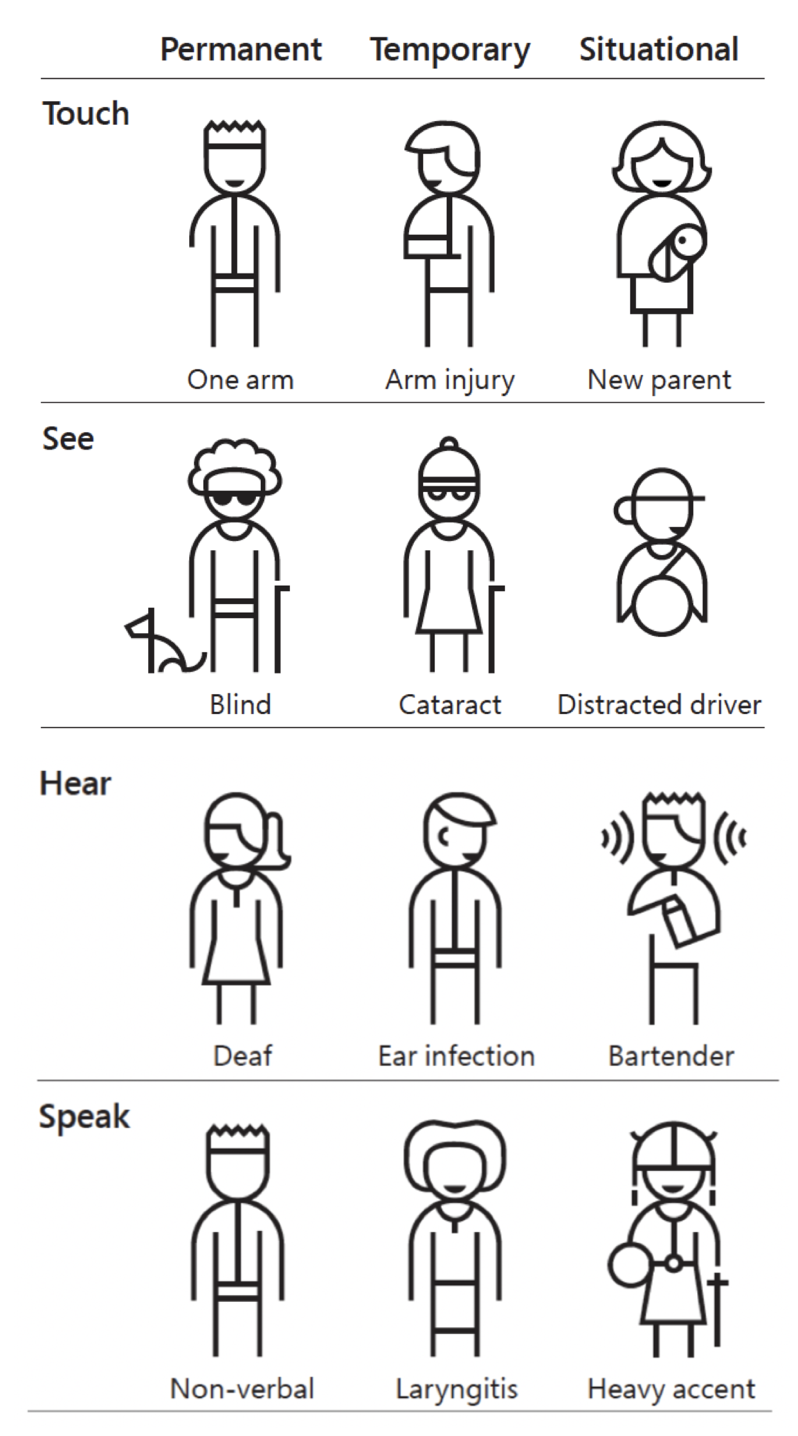 Permanent Temporary Situational
Touch
One arm Arm injury New parent
See
Blind Cataract Distracted driver
Hear
Deaf Ear infection Bartender
Speak
Non-verbal Laryngitis Heavy accent